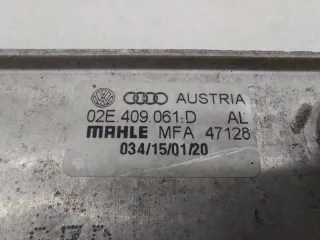 AUSTRIA
02E.409.061.D AL
MAHLE MFA 47128
034/15/01/20